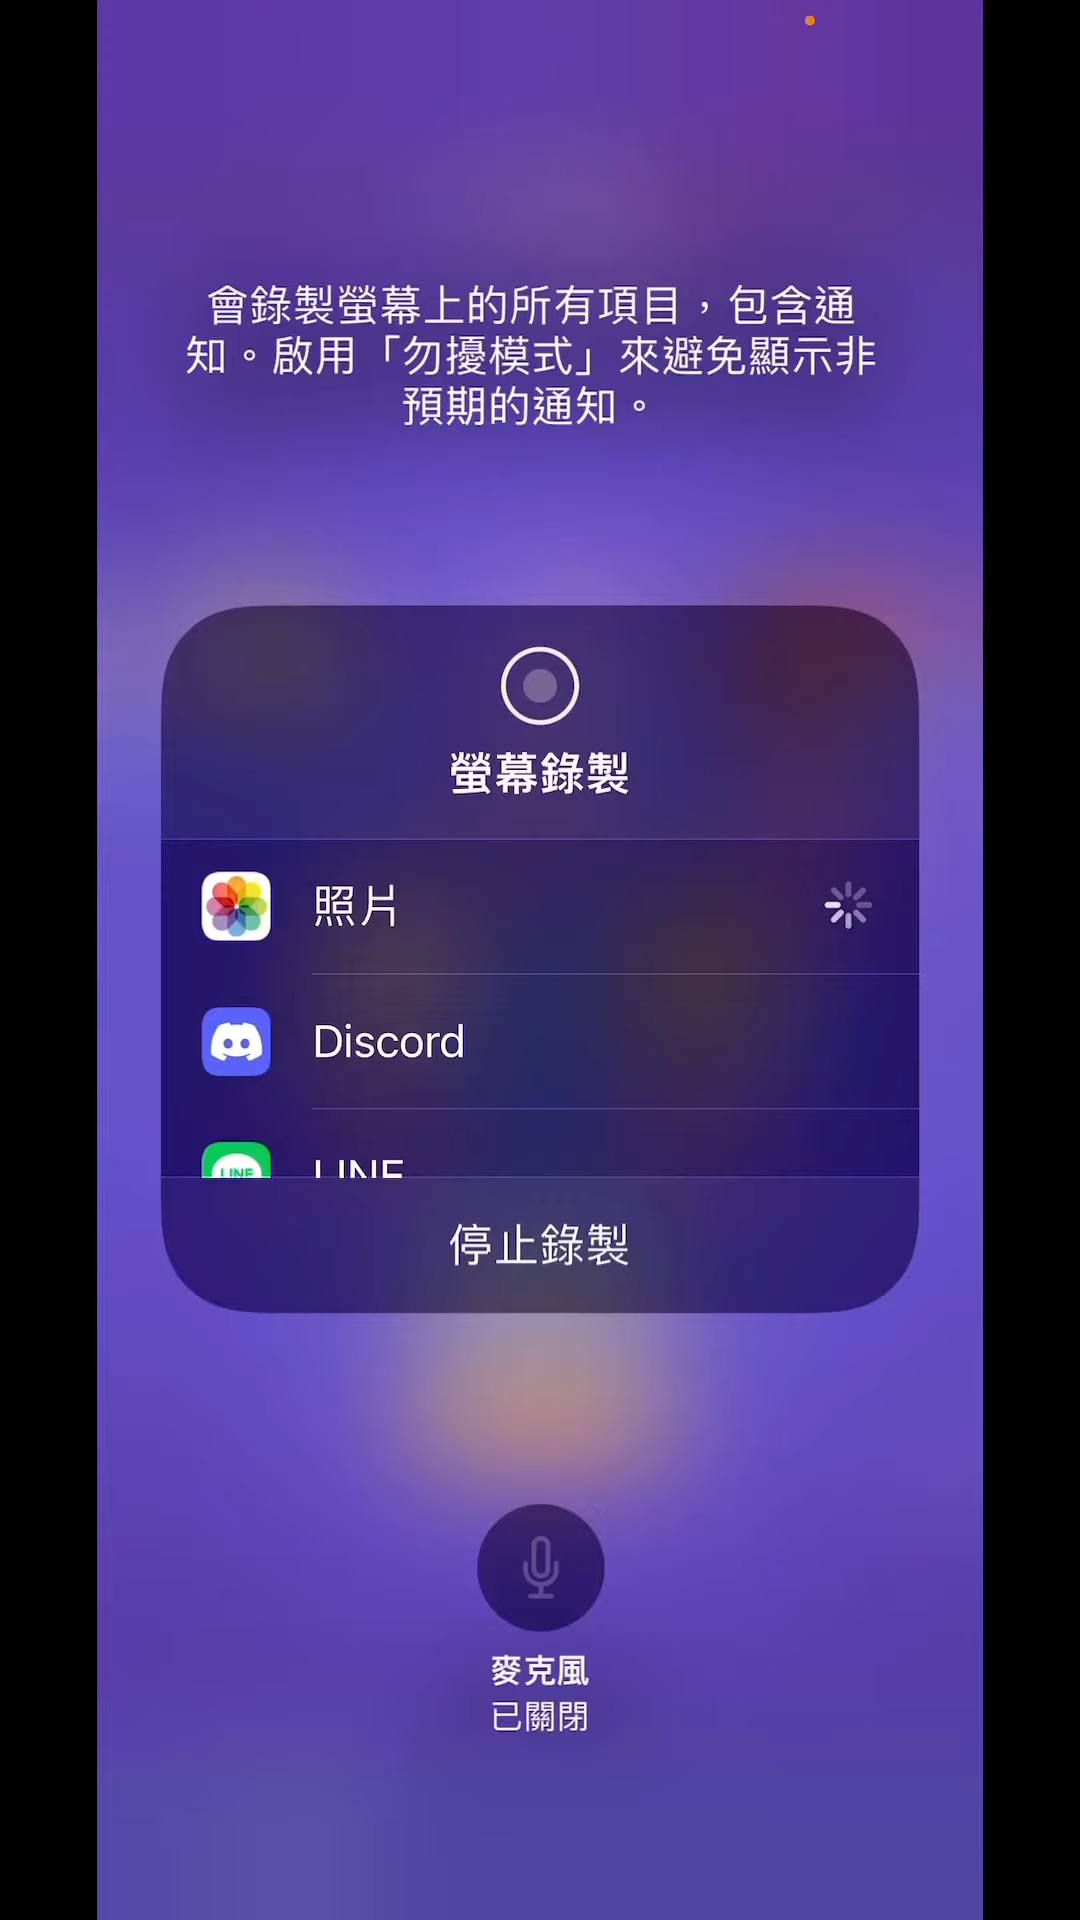 會錄製螢幕上的所有項目，包含通
知。啟用「勿擾模式」來避免顯示非
預期的通知。
螢幕錄製
照片
Discord
LINE
LINE
停止錄製
麥克風
已關閉